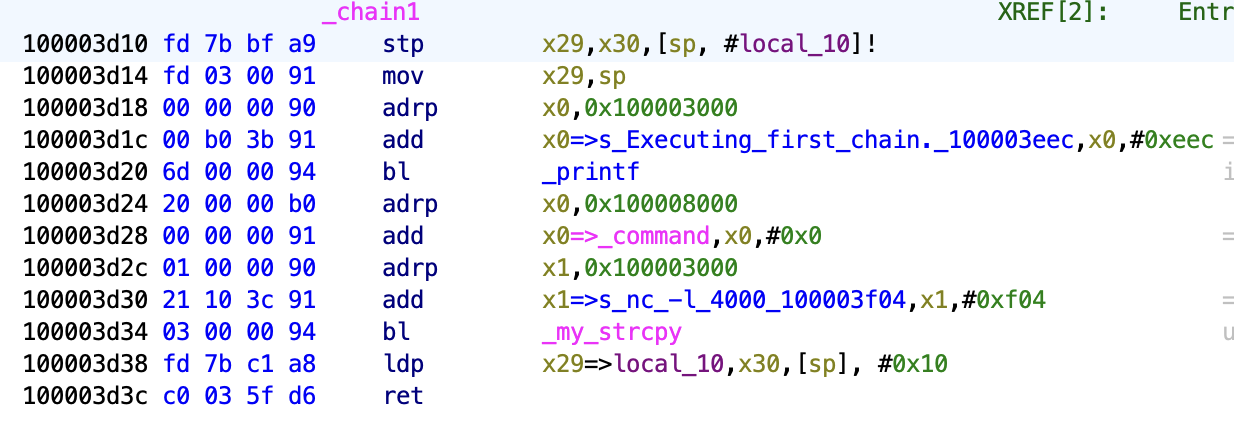 _chain1 XREF[2]: Entr
100003d10 fd 7b bf a9 stp x29,x30,[sp, #local_10]!
100003d14 fd 03 00 91 mov x29,sp
100003d18 00 00 00 90 adrp x0,0x100003000
100003d1c 00 b0 3b 91 add x0=>s_Executing_first_chain._100003eec,x0,#0xeec =
100003d20 6d 00 00 94 bl _printf i
100003d24 20 00 00 b0 adrp x0,0x100008000
100003d28 00 00 00 91 add x0=>_command,x0,#0x0 =
100003d2c 01 00 00 90 adrp x1,0x100003000
100003d30 21 10 3c 91 add x1=>s_nc_-l_4000_100003f04,x1,#0xf04 =
100003d34 03 00 00 94 bl _my_strcpy u
100003d38 fd 7b c1 a8 ldp x29=>local_10,x30,[sp], #0x10
100003d3c c0 03 5f d6 ret